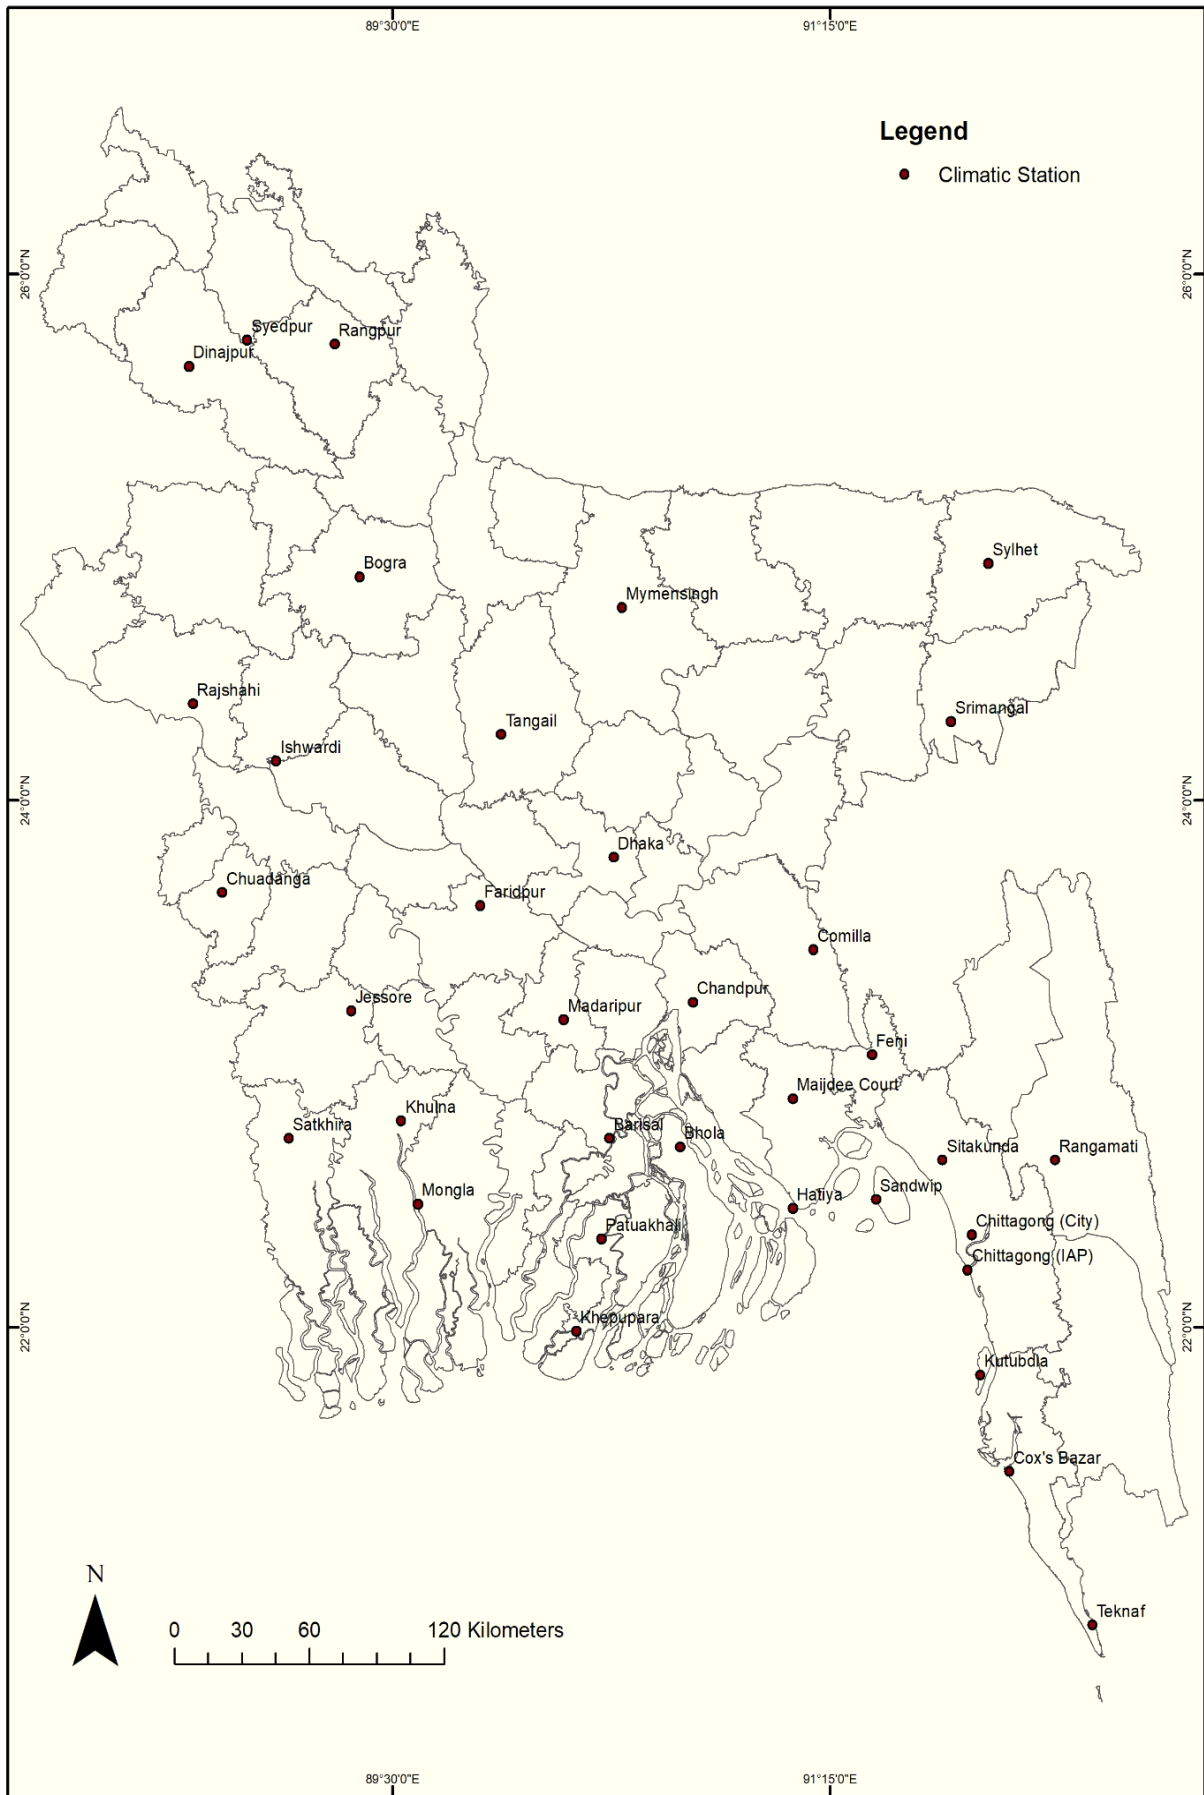 89°30'0"E
91°15'0"E
Legend
Climatic Station
26°0'0"N
26°0'0"N
Syedpur
Rangpur
Dinajpur
Sylhet
Bogra
Mymensingh
Rajshahi
Srimangal
Tangail
Ishwardi
24°0'0"N
24°0'0"N
Dhaka
Chuadanga
Faridpur
Comilla
Chandpur
Jessore
Madaripur
Feni
Maijdee Court
Khulna
Satkhira
Barisal
Bhola
Sitakunda
Rangamati
Mongla
Hatiya
Sandwip
Chittagong (City)
Patuakhali
Chittagong (IAP)
22°0'0"N
22°0'0"N
Khepupara
Kutubdia
Cox's Bazar
N
Teknaf
0 30 60 120 Kilometers
89°30'0"E
91°15'0"E